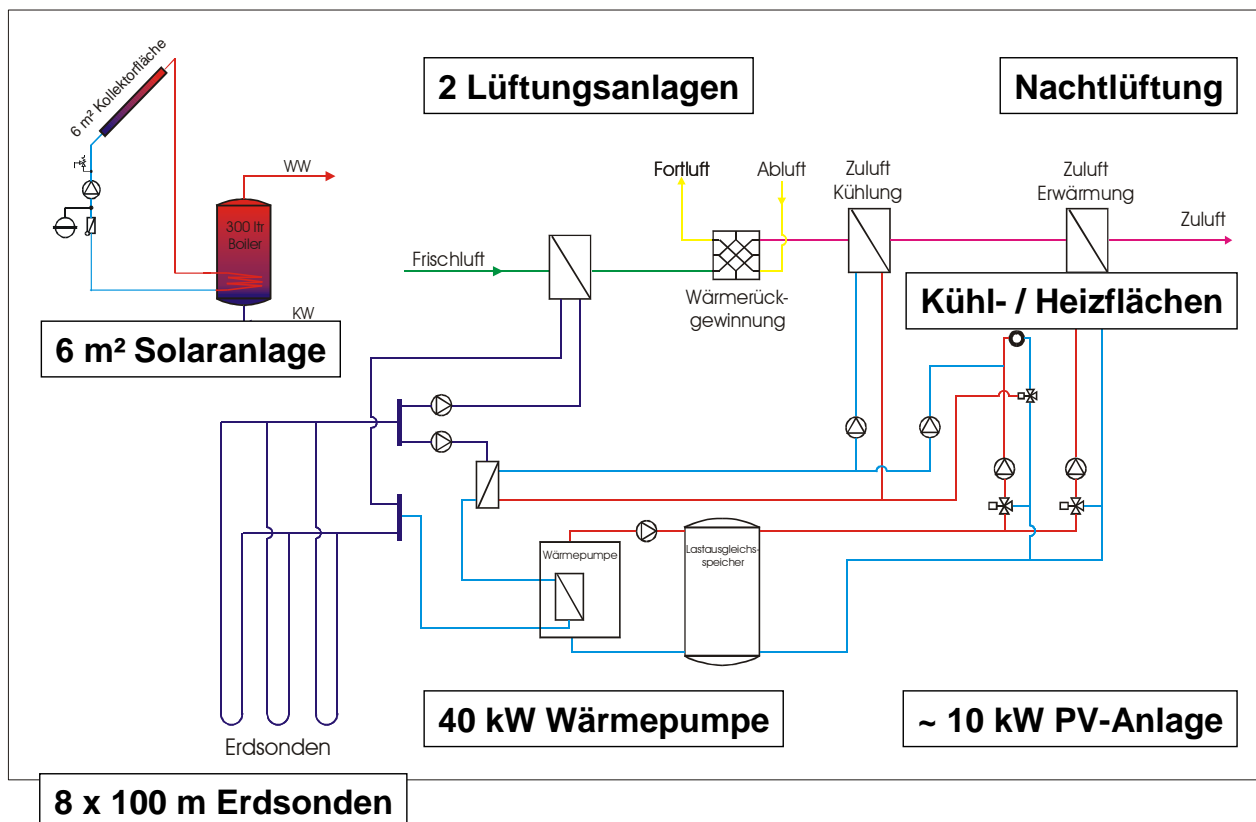 6 m² Kollektorfläche
2 Lüftungsanlagen
Nachtlüftung
WW
300 ltr
Boiler
KW
6 m² Solaranlage
Frischluft
Fortluft
Abluft
Wärmerück-
gewinnung
Zuluft
Kühlung
Zuluft
Erwärmung
Zuluft
Kühl- / Heizflächen
Wärmepumpe
Lastausgleichs-
speicher
40 kW Wärmepumpe
~ 10 kW PV-Anlage
Erdsonden
8 x 100 m Erdsonden